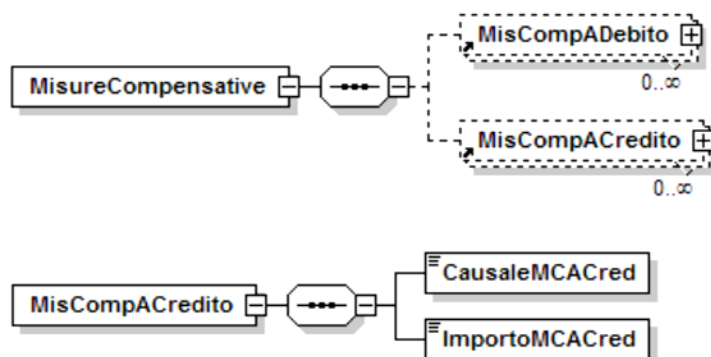 MisCompADebito
0..∞
MisureCompensative
MisCompACredito
0..∞
MisCompACredito
CausaleMCACred
ImportoMCACred